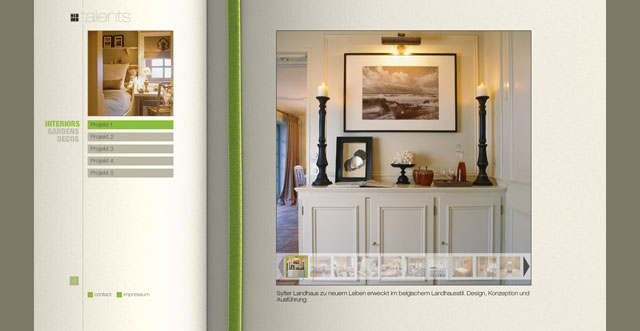 talents
INTERIORS
GARDENS
DECOS
Projekt 1
Projekt 2
Projekt 3
Projekt 4
Projekt 5
contact
impressum
Sylter Landhaus zu neuem Leben erweckt im belgischem Landhausstil. Design, Konzeption und
Ausführung.